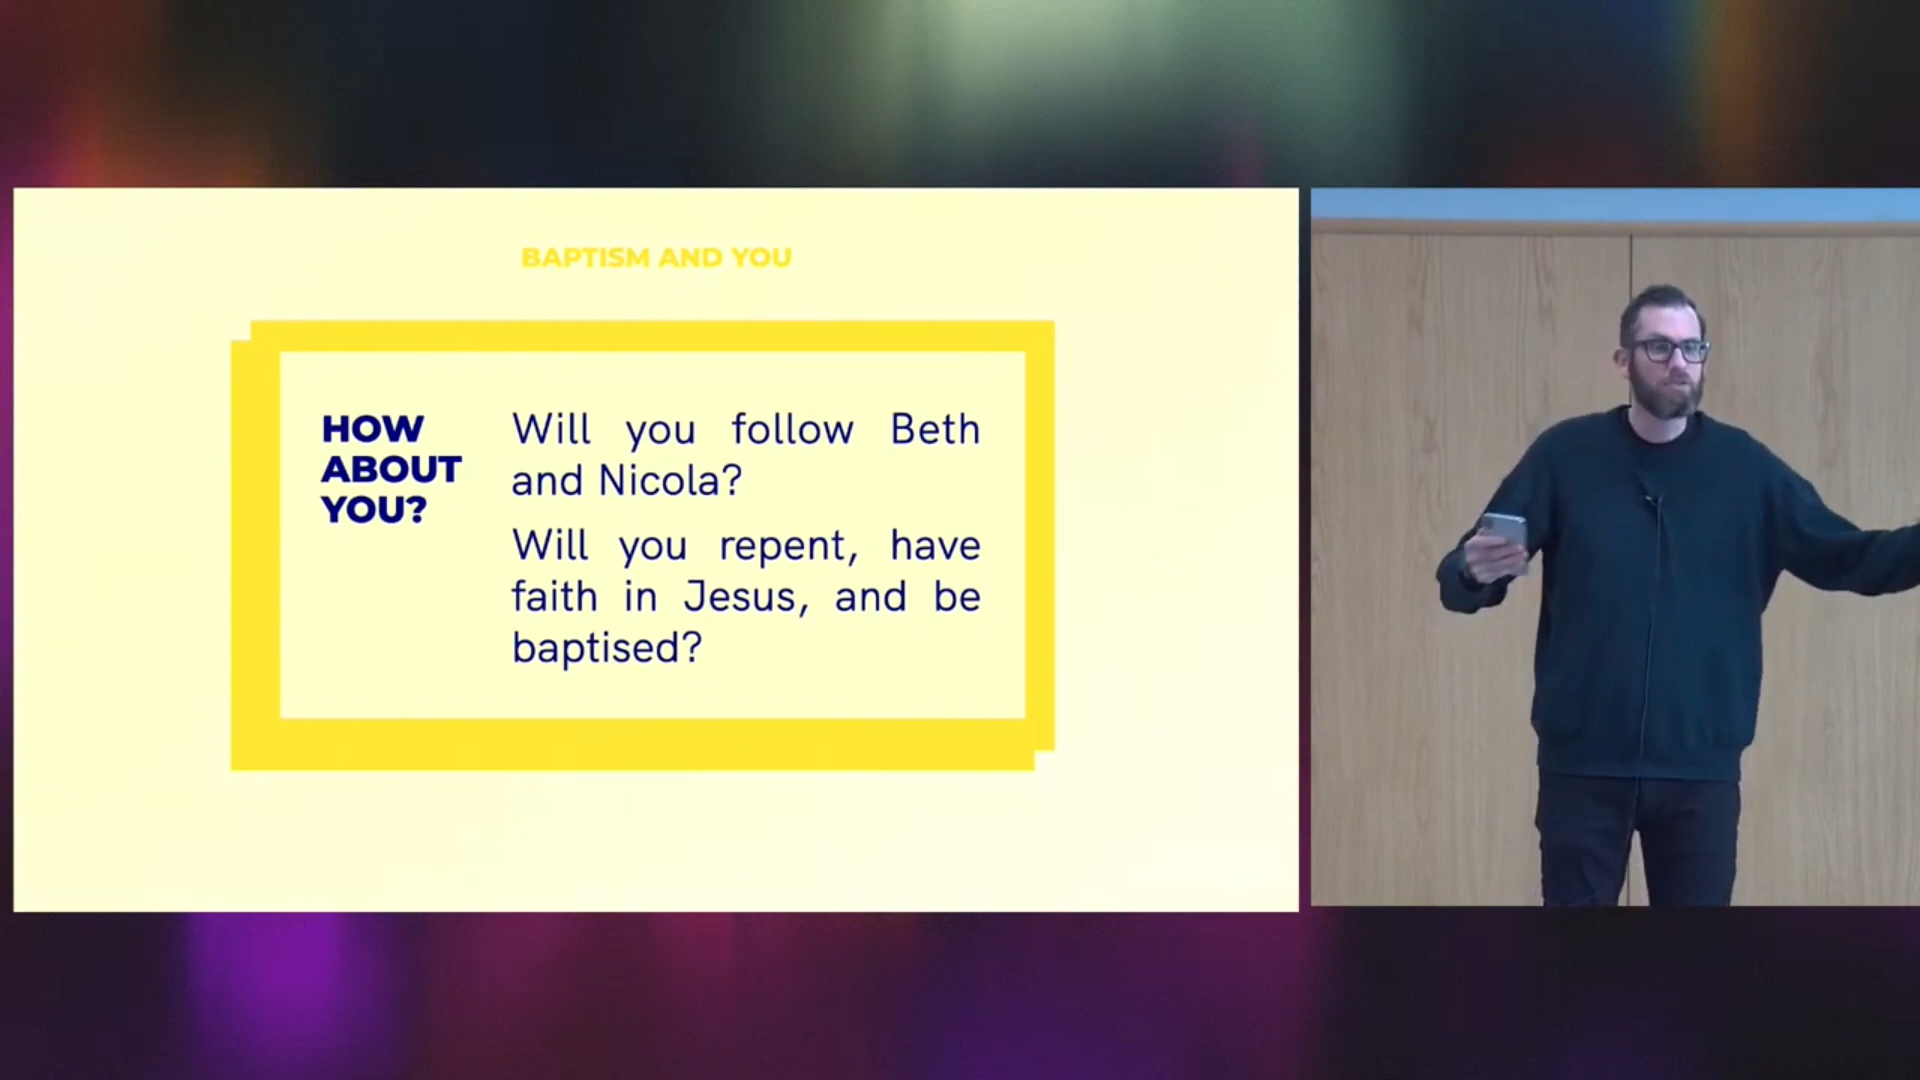 BAPTISM AND YOU
HOW
ABOUT
YOU?
Will you follow Beth
and Nicola?
Will you repent, have
faith in Jesus, and be
baptised?